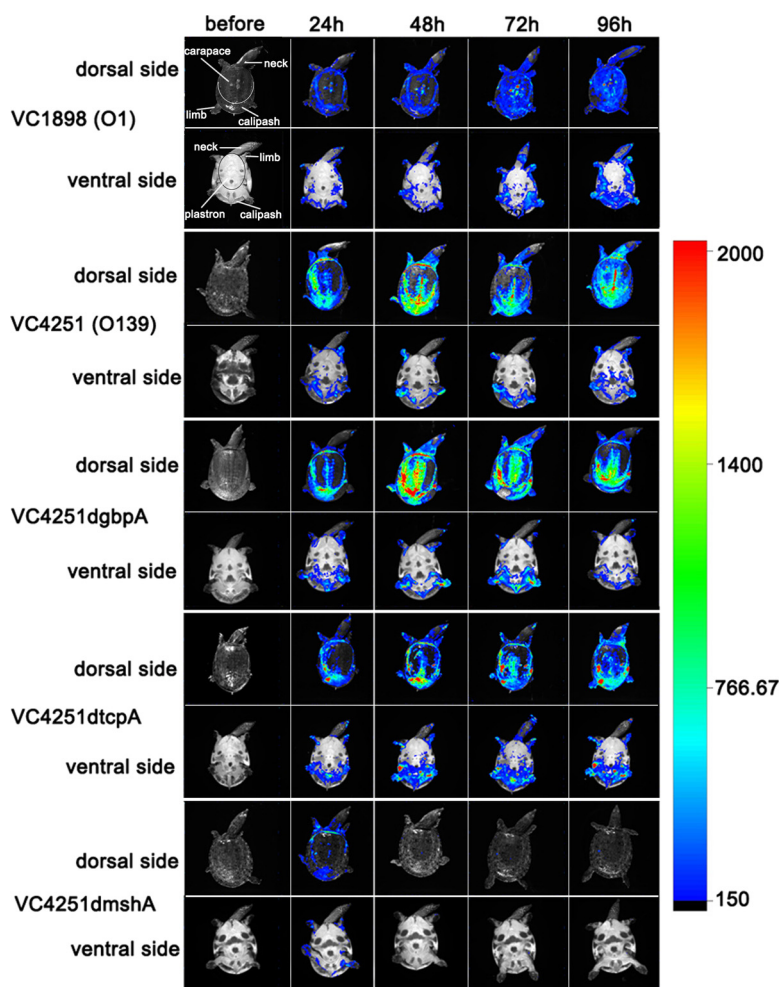 before 24h 48h 72h 96h
dorsal side
carapace
neck
limb
calipash
VC1898 (O1)
neck
limb
ventral side
plastron
calipash
dorsal side
VC4251 (O139)
ventral side
dorsal side
VC4251dgbpA
ventral side
dorsal side
VC4251dtcpA
ventral side
dorsal side
VC4251dmshA
ventral side
2000
1400
766.67
150